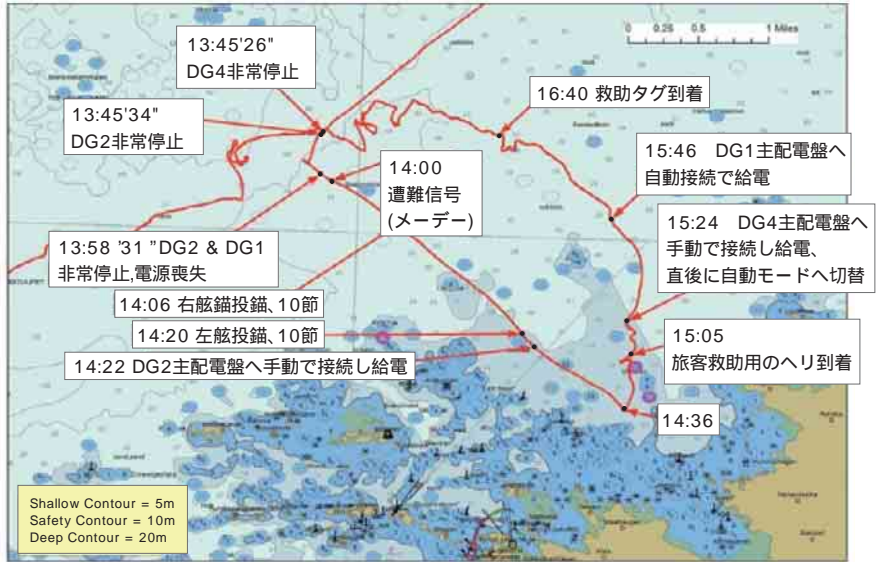 0 0.25 0.5 1 Miles
13:45'26"
DG4非常停止
13:45'34"
DG2非常停止
16:40 救助タグ到着
14:00
遭難信号
(メーデー)
15:46 DG1主配電盤へ
自動接続で給電
15:24 DG4主配電盤へ
手動で接続し給電、
直後に自動モードへ切替
13:58 '31 "DG2 & DG1
非常停止,電源喪失
14:06 右舷錨投錨、10節
14:20 左舷投錨、10節
14:22 DG2主配電盤へ手動で接続し給電
15:05
旅客救助用のヘリ到着
14:36
Shallow Contour = 5m
Safety Contour = 10m
Deep Contour = 20m